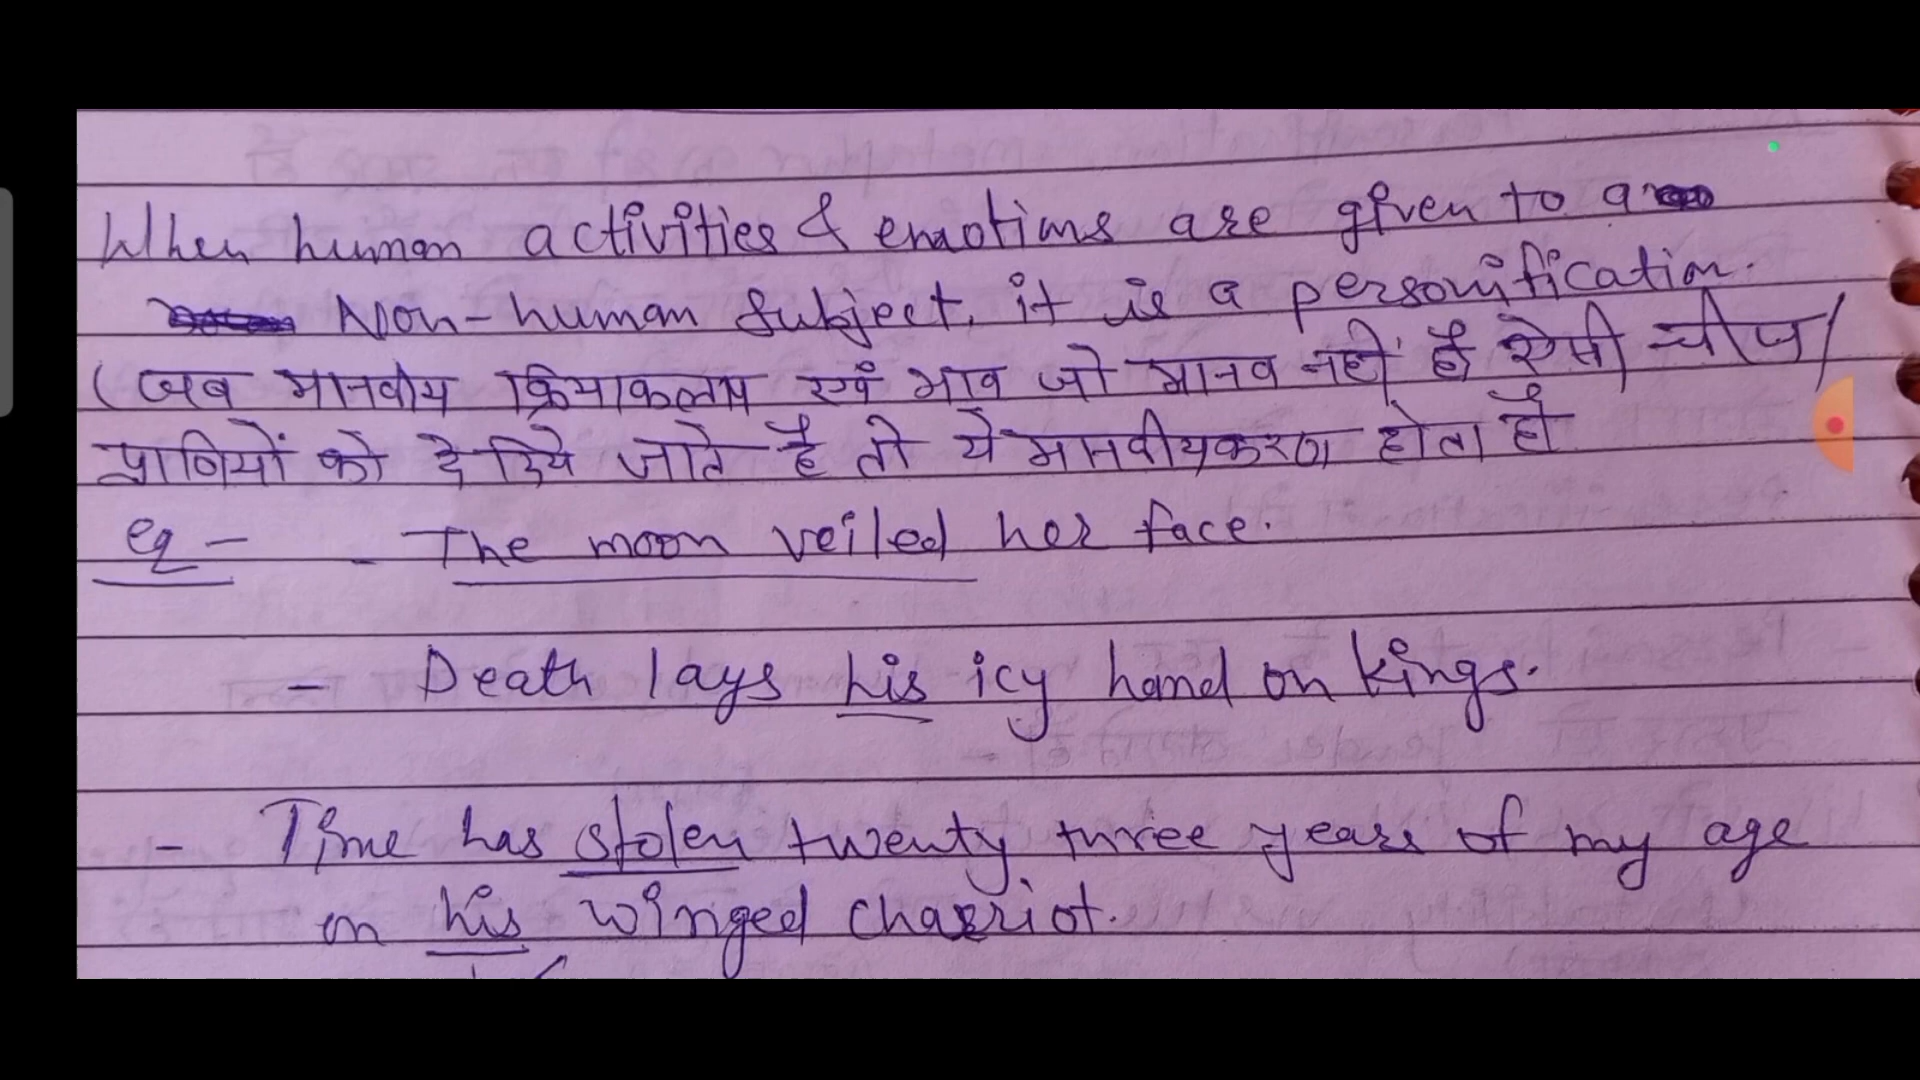 When human activities & emotions are given to a
Non-human subject, it is a personification.
(जब मानवीय क्रियाकलाप एवं भाव जो मानव नहीं है ऐसी चीज/
प्राणियों को दे दिये जाते है तो ये मानवीयकरण होता है
eg - - The moon veiled her face.
- Death lays his icy hand on kings.
- Time has stolen twenty three years of my age
on his winged charriot.